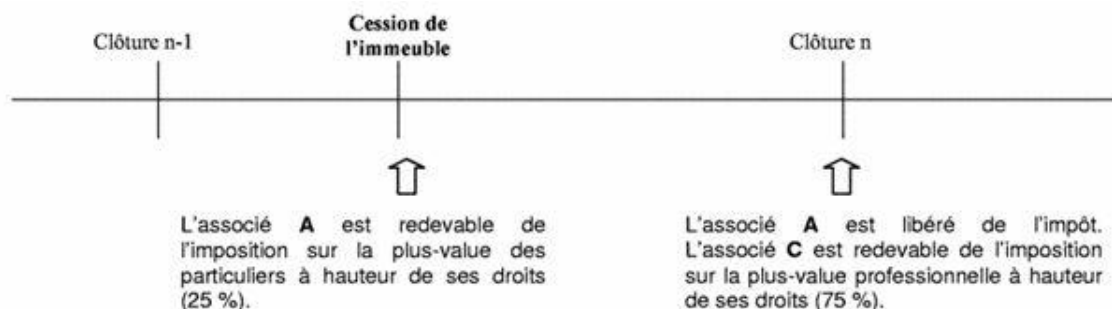 Clôture n-1
Cession de
l'immeuble
Clôture n
L'associé A est redevable de
l'imposition sur la plus-value des
particuliers à hauteur de ses droits
(25 %).
L'associé A est libéré de l'impôt.
L'associé C est redevable de l'imposition
sur la plus-value professionnelle à hauteur
de ses droits (75 %).